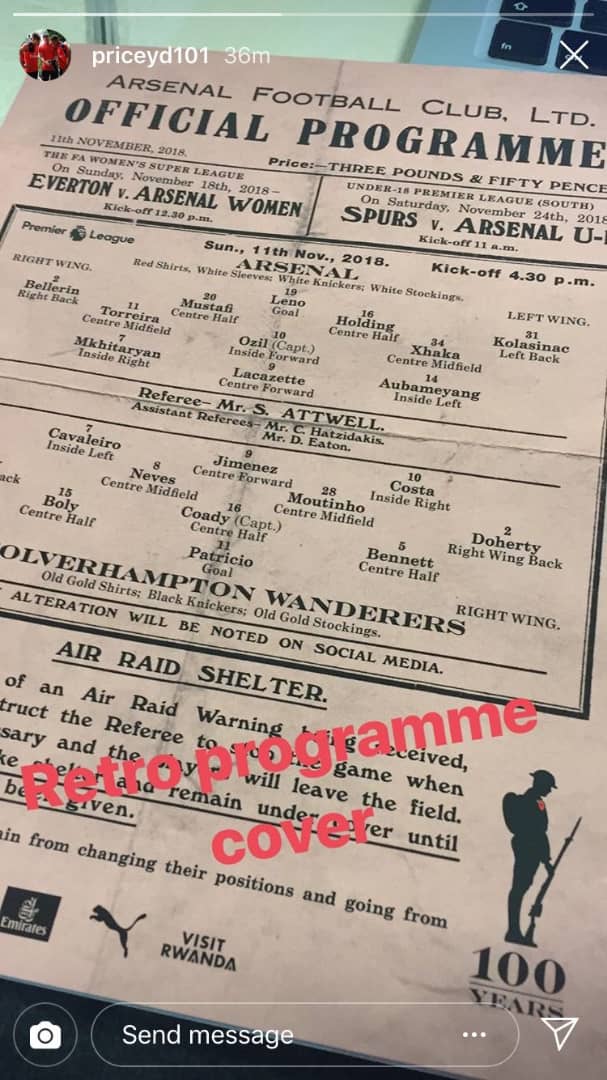 priceyd101 36m
fn
ARSENAL FOOTBALL CLUB, LTD.
OFFICIAL PROGRAMME
11th NOVEMBER, 2018.
Price:—THREE POUNDS & FIFTY PENCE
THE FA WOMEN'S SUPER LEAGUE
On Sunday, November 18th, 2018—
EVERTON v. ARSENAL WOMEN
Kick-off 12.30 p.m.
UNDER-18 PREMIER LEAGUE (SOUTH)
On Saturday, November 24th, 2018
SPURS v. ARSENAL U-
Kick-off 11 a.m.
Premier League
Sun., 11th Nov., 2018.
Kick-off 4.30 p.m.
ARSENAL
Red Shirts, White Sleeves; White Knickers; White Stockings.
RIGHT WING.
LEFT WING.
2
Bellerin
Right Back
11
Torreira
Centre Midfield
20
Mustafi
Centre Half
19
Leno
Goal
16
Holding
Centre Half
34
Xhaka
Centre Midfield
31
Kolasinac
Left Back
7
Mkhitaryan
Inside Right
10
Ozil (Capt.)
Inside Forward
9
Lacazette
Centre Forward
14
Aubameyang
Inside Left
Referee— Mr. S. ATTWELL.
Assistant Referees— Mr. C. Hatzidakis.
Mr. D. Eaton.
7
Cavaleiro
Inside Left
9
Jimenez
Centre Forward
10
Costa
Inside Right
ack
8
Neves
Centre Midfield
28
Moutinho
Centre Midfield
2
Doherty
Right Wing Back
15
Boly
Centre Half
16
Coady (Capt.)
Centre Half
5
Bennett
Centre Half
11
Patricio
Goal
OLVERHAMPTON WANDERERS
RIGHT WING.
Old Gold Shirts; Black Knickers; Old Gold Stockings.
ALTERATION WILL BE NOTED ON SOCIAL MEDIA.
AIR RAID SHELTER.
of an Air Raid Warning being received,
truct the Referee to game when
sary and the will leave the field.
and remain under cover until
be given.
Retro programme
cover
ain from changing their positions and going from
Emirates
VISIT
RWANDA
100
YEARS
Send message